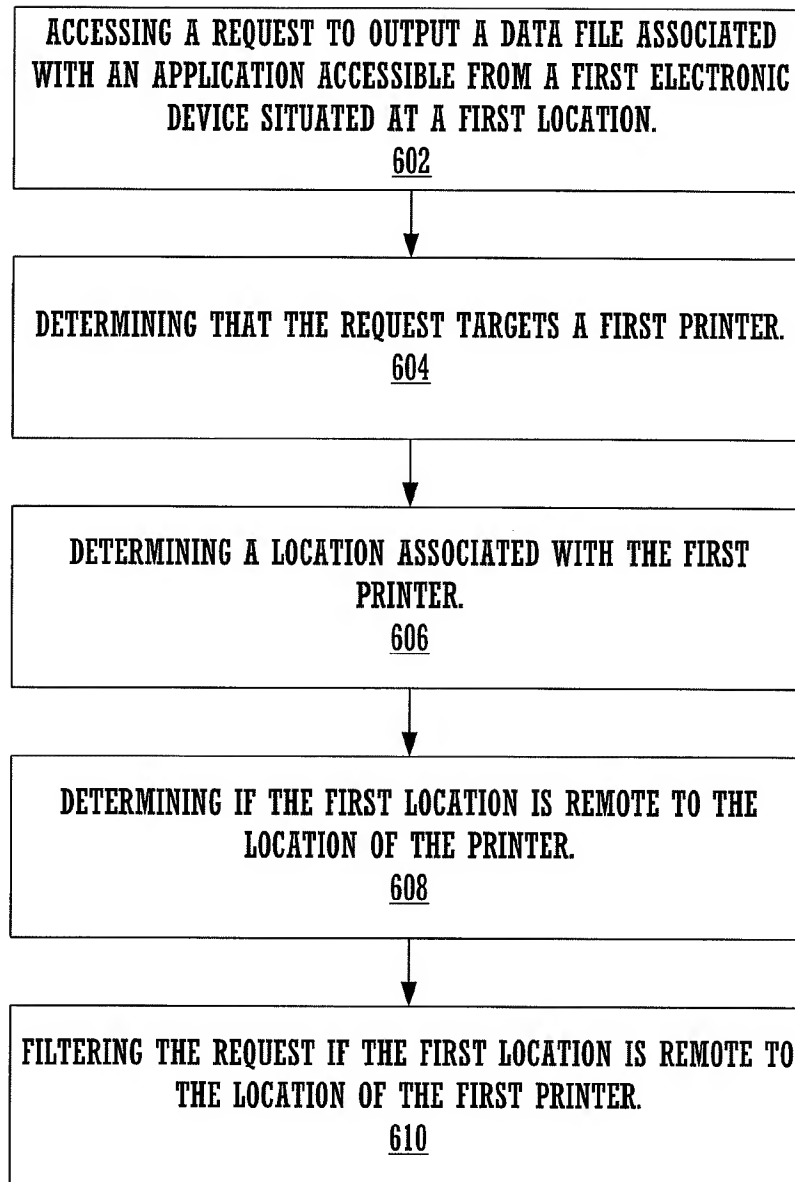 ACCESSING A REQUEST TO OUTPUT A DATA FILE ASSOCIATED
WITH AN APPLICATION ACCESSIBLE FROM A FIRST ELECTRONIC
DEVICE SITUATED AT A FIRST LOCATION.
602
DETERMINING THAT THE REQUEST TARGETS A FIRST PRINTER.
604
DETERMINING A LOCATION ASSOCIATED WITH THE FIRST
PRINTER.
606
DETERMINING IF THE FIRST LOCATION IS REMOTE TO THE
LOCATION OF THE PRINTER.
608
FILTERING THE REQUEST IF THE FIRST LOCATION IS REMOTE TO
THE LOCATION OF THE FIRST PRINTER.
610